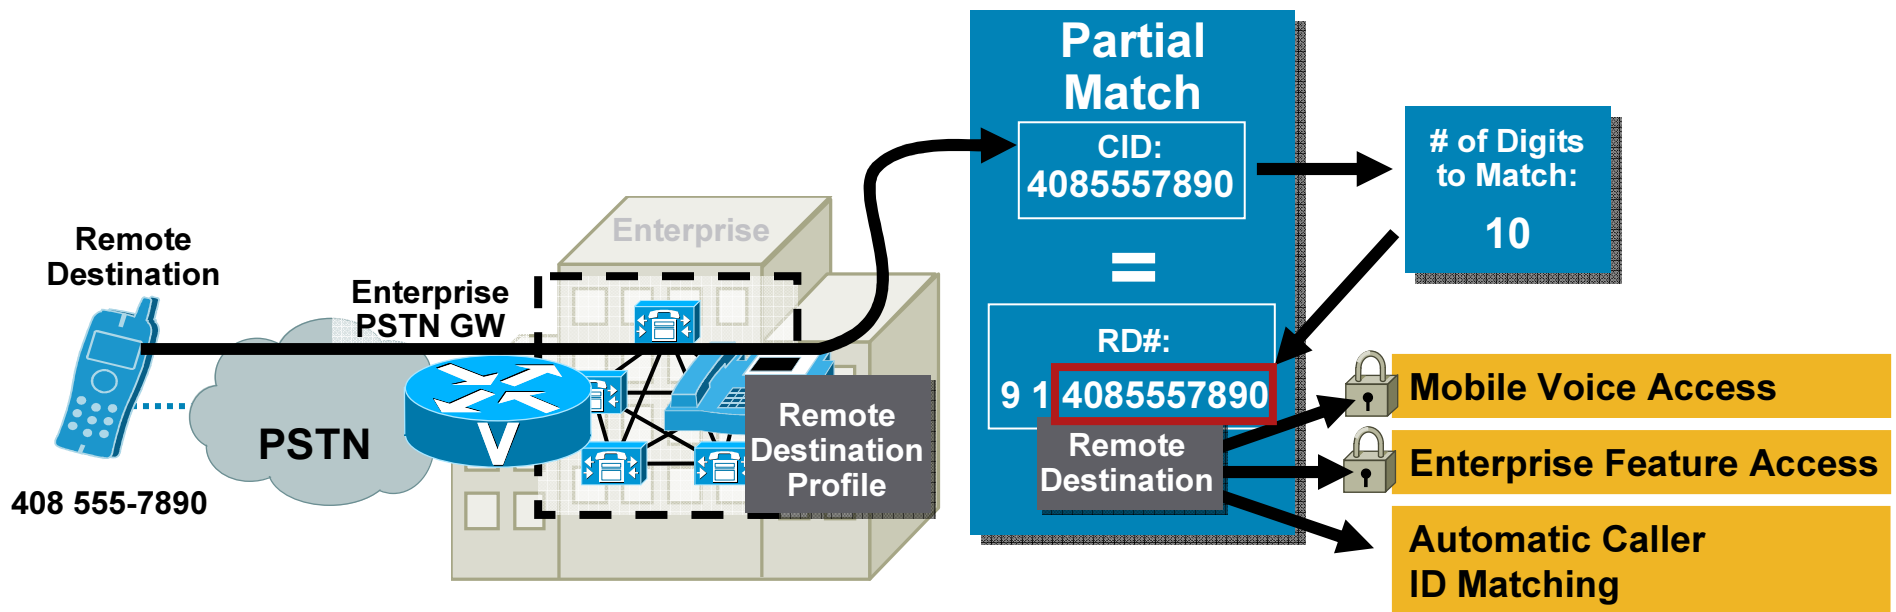 Remote
Destination
408 555-7890
PSTN
Enterprise
PSTN GW
V
Enterprise
Remote
Destination
Profile
Partial
Match
CID:
4085557890
=
RD#:
9 1 4085557890
Remote
Destination
# of Digits
to Match:
10
Mobile Voice Access
Enterprise Feature Access
Automatic Caller
ID Matching